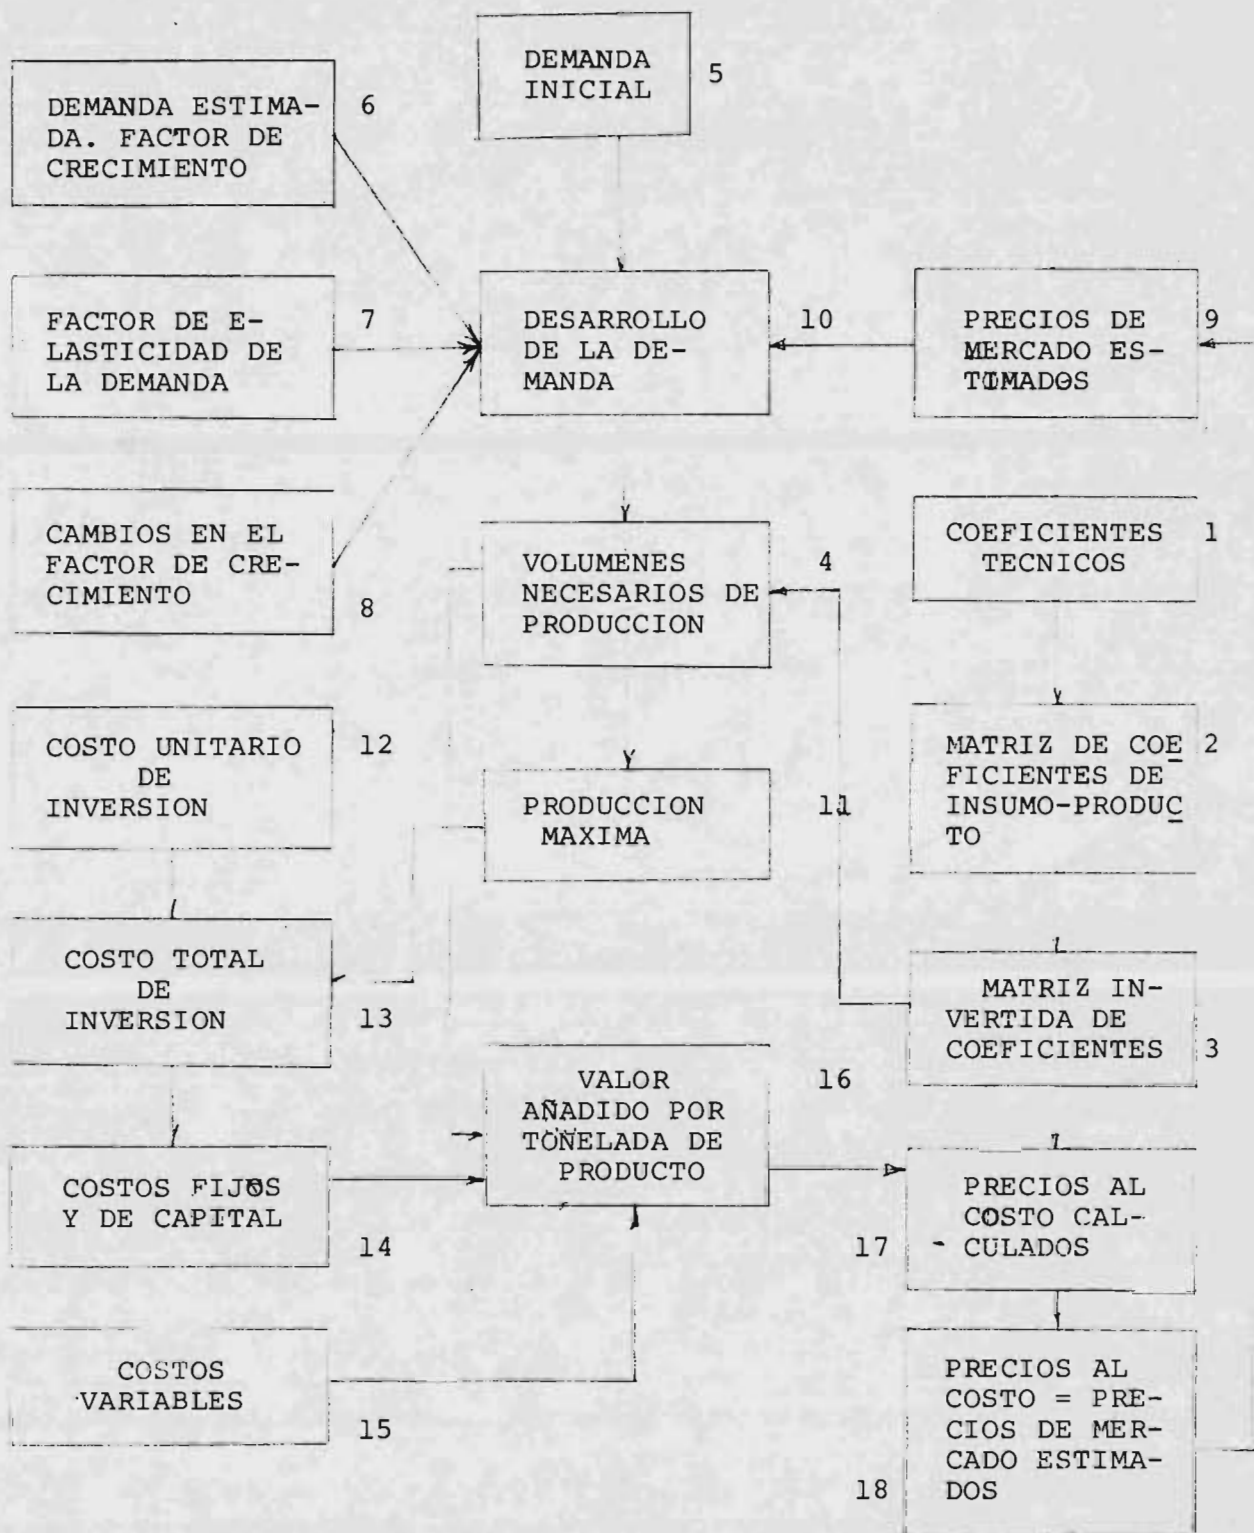 DEMANDA
INICIAL
5
DEMANDA ESTIMA-
DA. FACTOR DE
CRECIMIENTO
6
FACTOR DE E-
LASTICIDAD DE
LA DEMANDA
7
DESARROLLO
DE LA DE-
MANDA
10
PRECIOS DE
MERCADO ES-
TIMADOS
9
CAMBIOS EN EL
FACTOR DE CRE-
CIMIENTO
8
VOLUMENES
NECESARIOS DE
PRODUCCION
4
COEFICIENTES
TECNICOS
1
COSTO UNITARIO
DE
INVERSION
12
PRODUCCION
MAXIMA
11
MATRIZ DE COE
FICIENTES DE
INSUMO-PRODUC
TO
2
COSTO TOTAL
DE
INVERSION
13
MATRIZ IN-
VERTIDA DE
COEFICIENTES
3
VALOR
AÑADIDO POR
TONELADA DE
PRODUCTO
16
COSTOS FIJOS
Y DE CAPITAL
14
PRECIOS AL
COSTO CAL-
CULADOS
17
COSTOS
VARIABLES
15
PRECIOS AL
COSTO = PRE-
CIOS DE MER-
CADO ESTIMA-
DOS
18